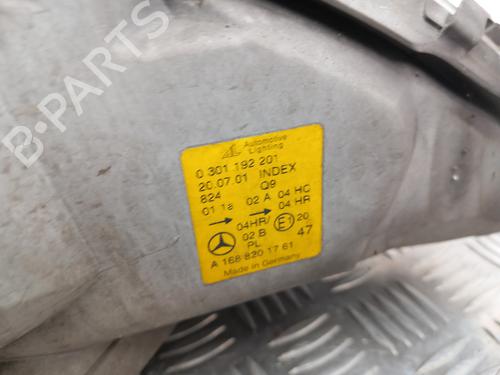 Automotive
Lighting
0 301 192 201
20.07.01 INDEX
824 Q9
01 1a 02 A 04 HC
04 HR
04HR/ E1 20
02 B 47
PL
A 168 820 17 61
Made in Germany
B-PARTS